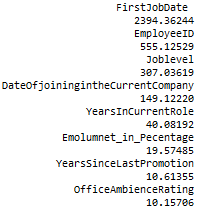 FirstJobDate
2394.36244
EmployeeID
555.12529
Joblevel
307.03619
DateOfjoiningintheCurrentCompany
149.12220
YearsInCurrentRole
40.08192
Emolumnet_in_Pecentage
19.57485
YearsSinceLastPromotion
10.61355
OfficeAmbienceRating
10.15706